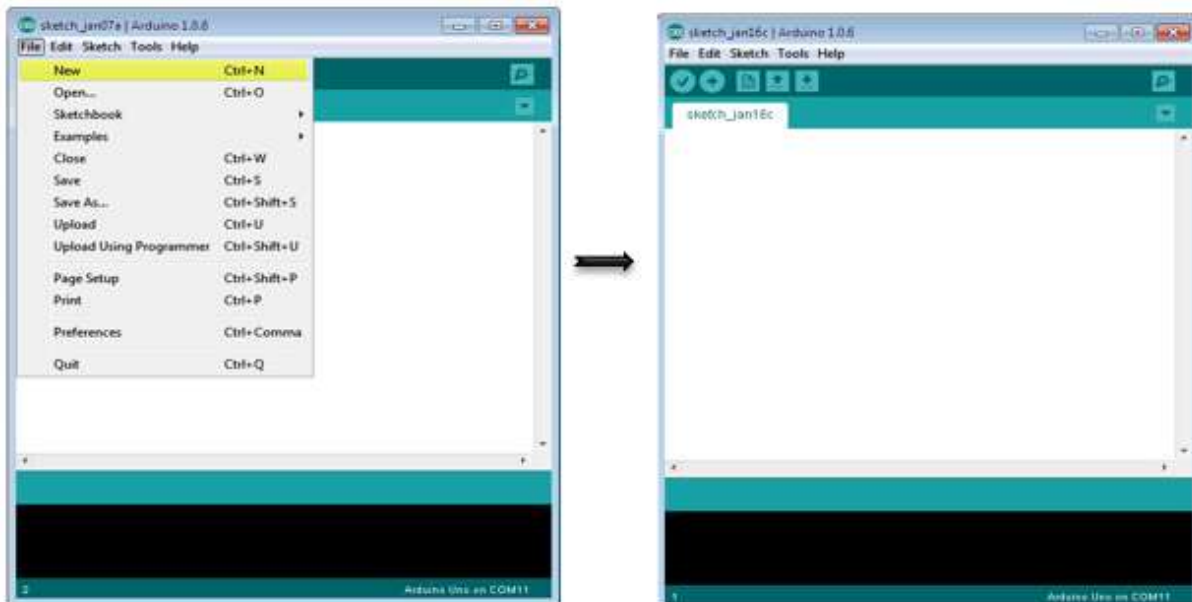 sketch_jan07a | Arduino 1.0.6
File Edit Sketch Tools Help
New Ctrl+N
Open... Ctrl+O
Sketchbook
Examples
Close Ctrl+W
Save Ctrl+S
Save As... Ctrl+Shift+S
Upload Ctrl+U
Upload Using Programmer Ctrl+Shift+U
Page Setup Ctrl+Shift+P
Print Ctrl+P
Preferences Ctrl+Comma
Quit Ctrl+Q
2
Arduino Uno on COM11
sketch_jan16c | Arduino 1.0.6
File Edit Sketch Tools Help
sketch_jan16c
1
Arduino Uno on COM11